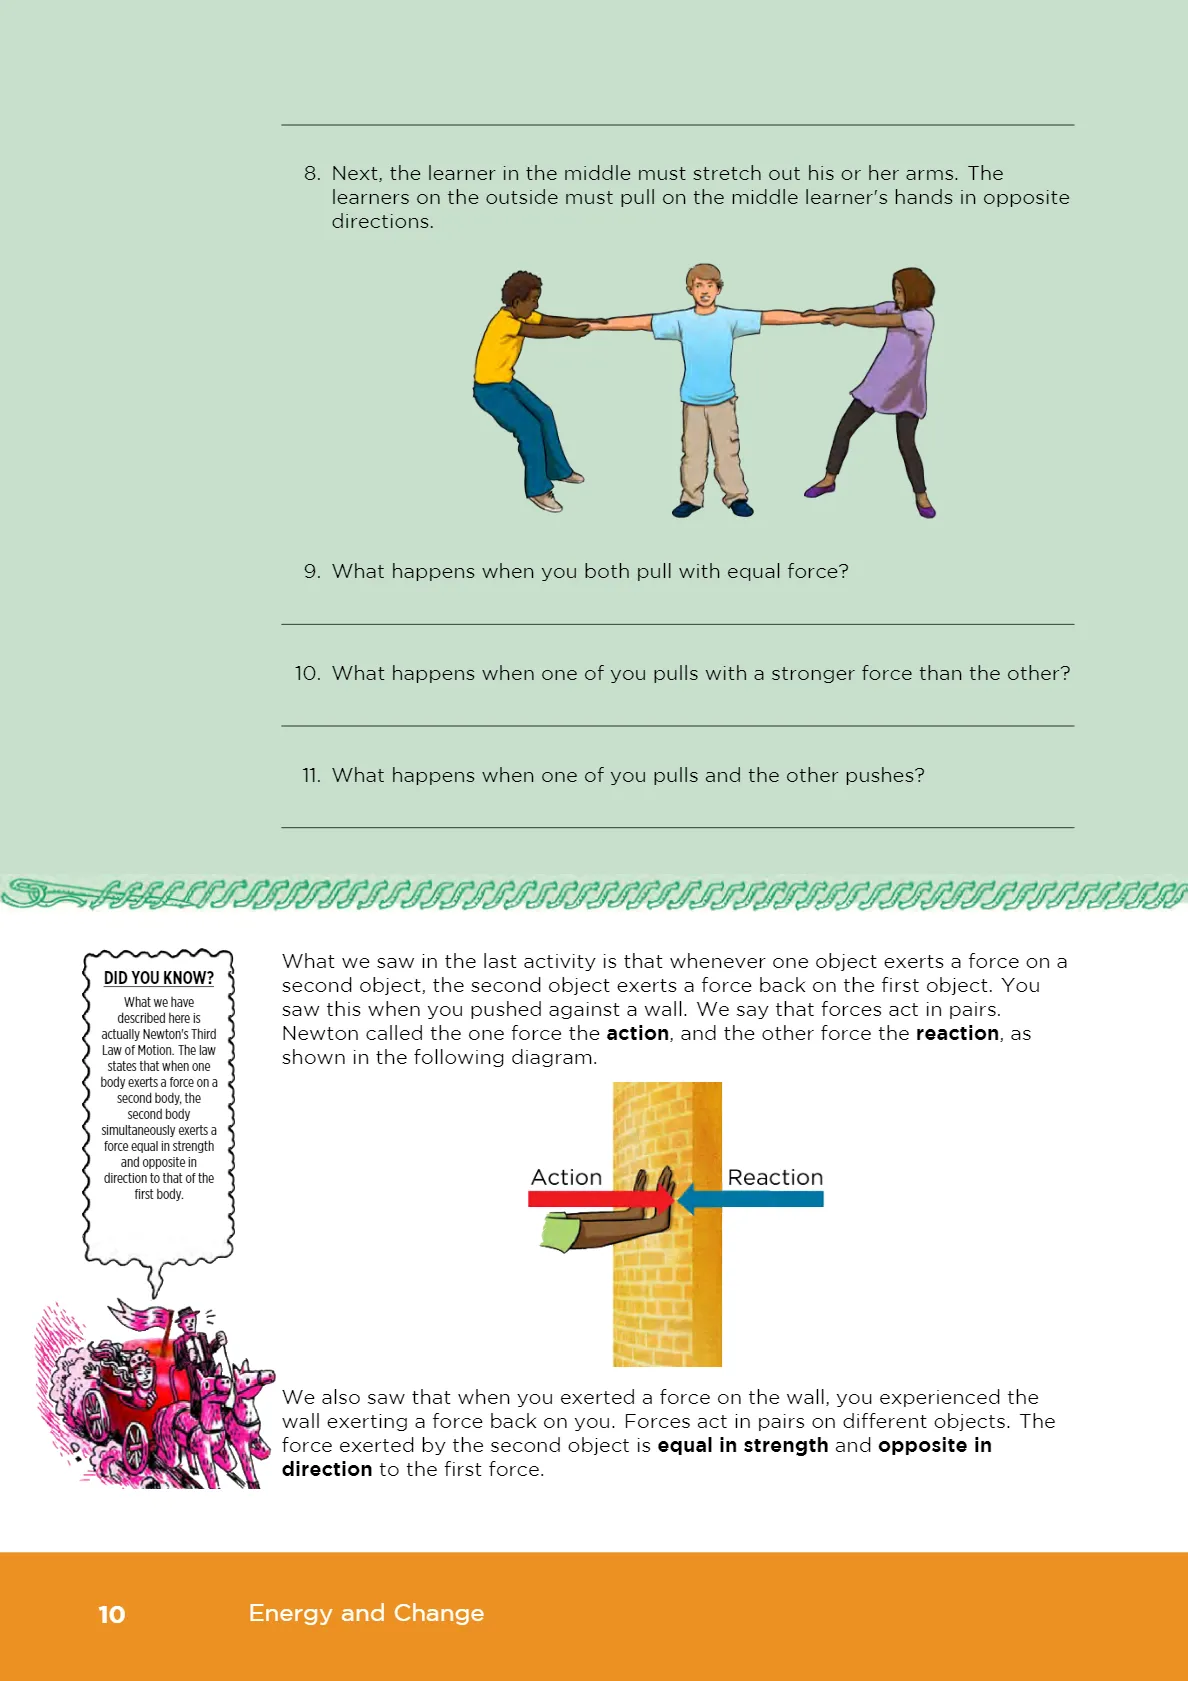 8. Next, the learner in the middle must stretch out his or her arms. The
learners on the outside must pull on the middle learner's hands in opposite
directions.
9. What happens when you both pull with equal force?
10. What happens when one of you pulls with a stronger force than the other?
11. What happens when one of you pulls and the other pushes?
DID YOU KNOW?
What we have
described here is
actually Newton's Third
Law of Motion. The law
states that when one
body exerts a force on a
second body, the
second body
simultaneously exerts a
force equal in strength
and opposite in
direction to that of the
first body.
What we saw in the last activity is that whenever one object exerts a force on a
second object, the second object exerts a force back on the first object. You
saw this when you pushed against a wall. We say that forces act in pairs.
Newton called the one force the action, and the other force the reaction, as
shown in the following diagram.
Action
Reaction
We also saw that when you exerted a force on the wall, you experienced the
wall exerting a force back on you. Forces act in pairs on different objects. The
force exerted by the second object is equal in strength and opposite in
direction to the first force.
10
Energy and Change